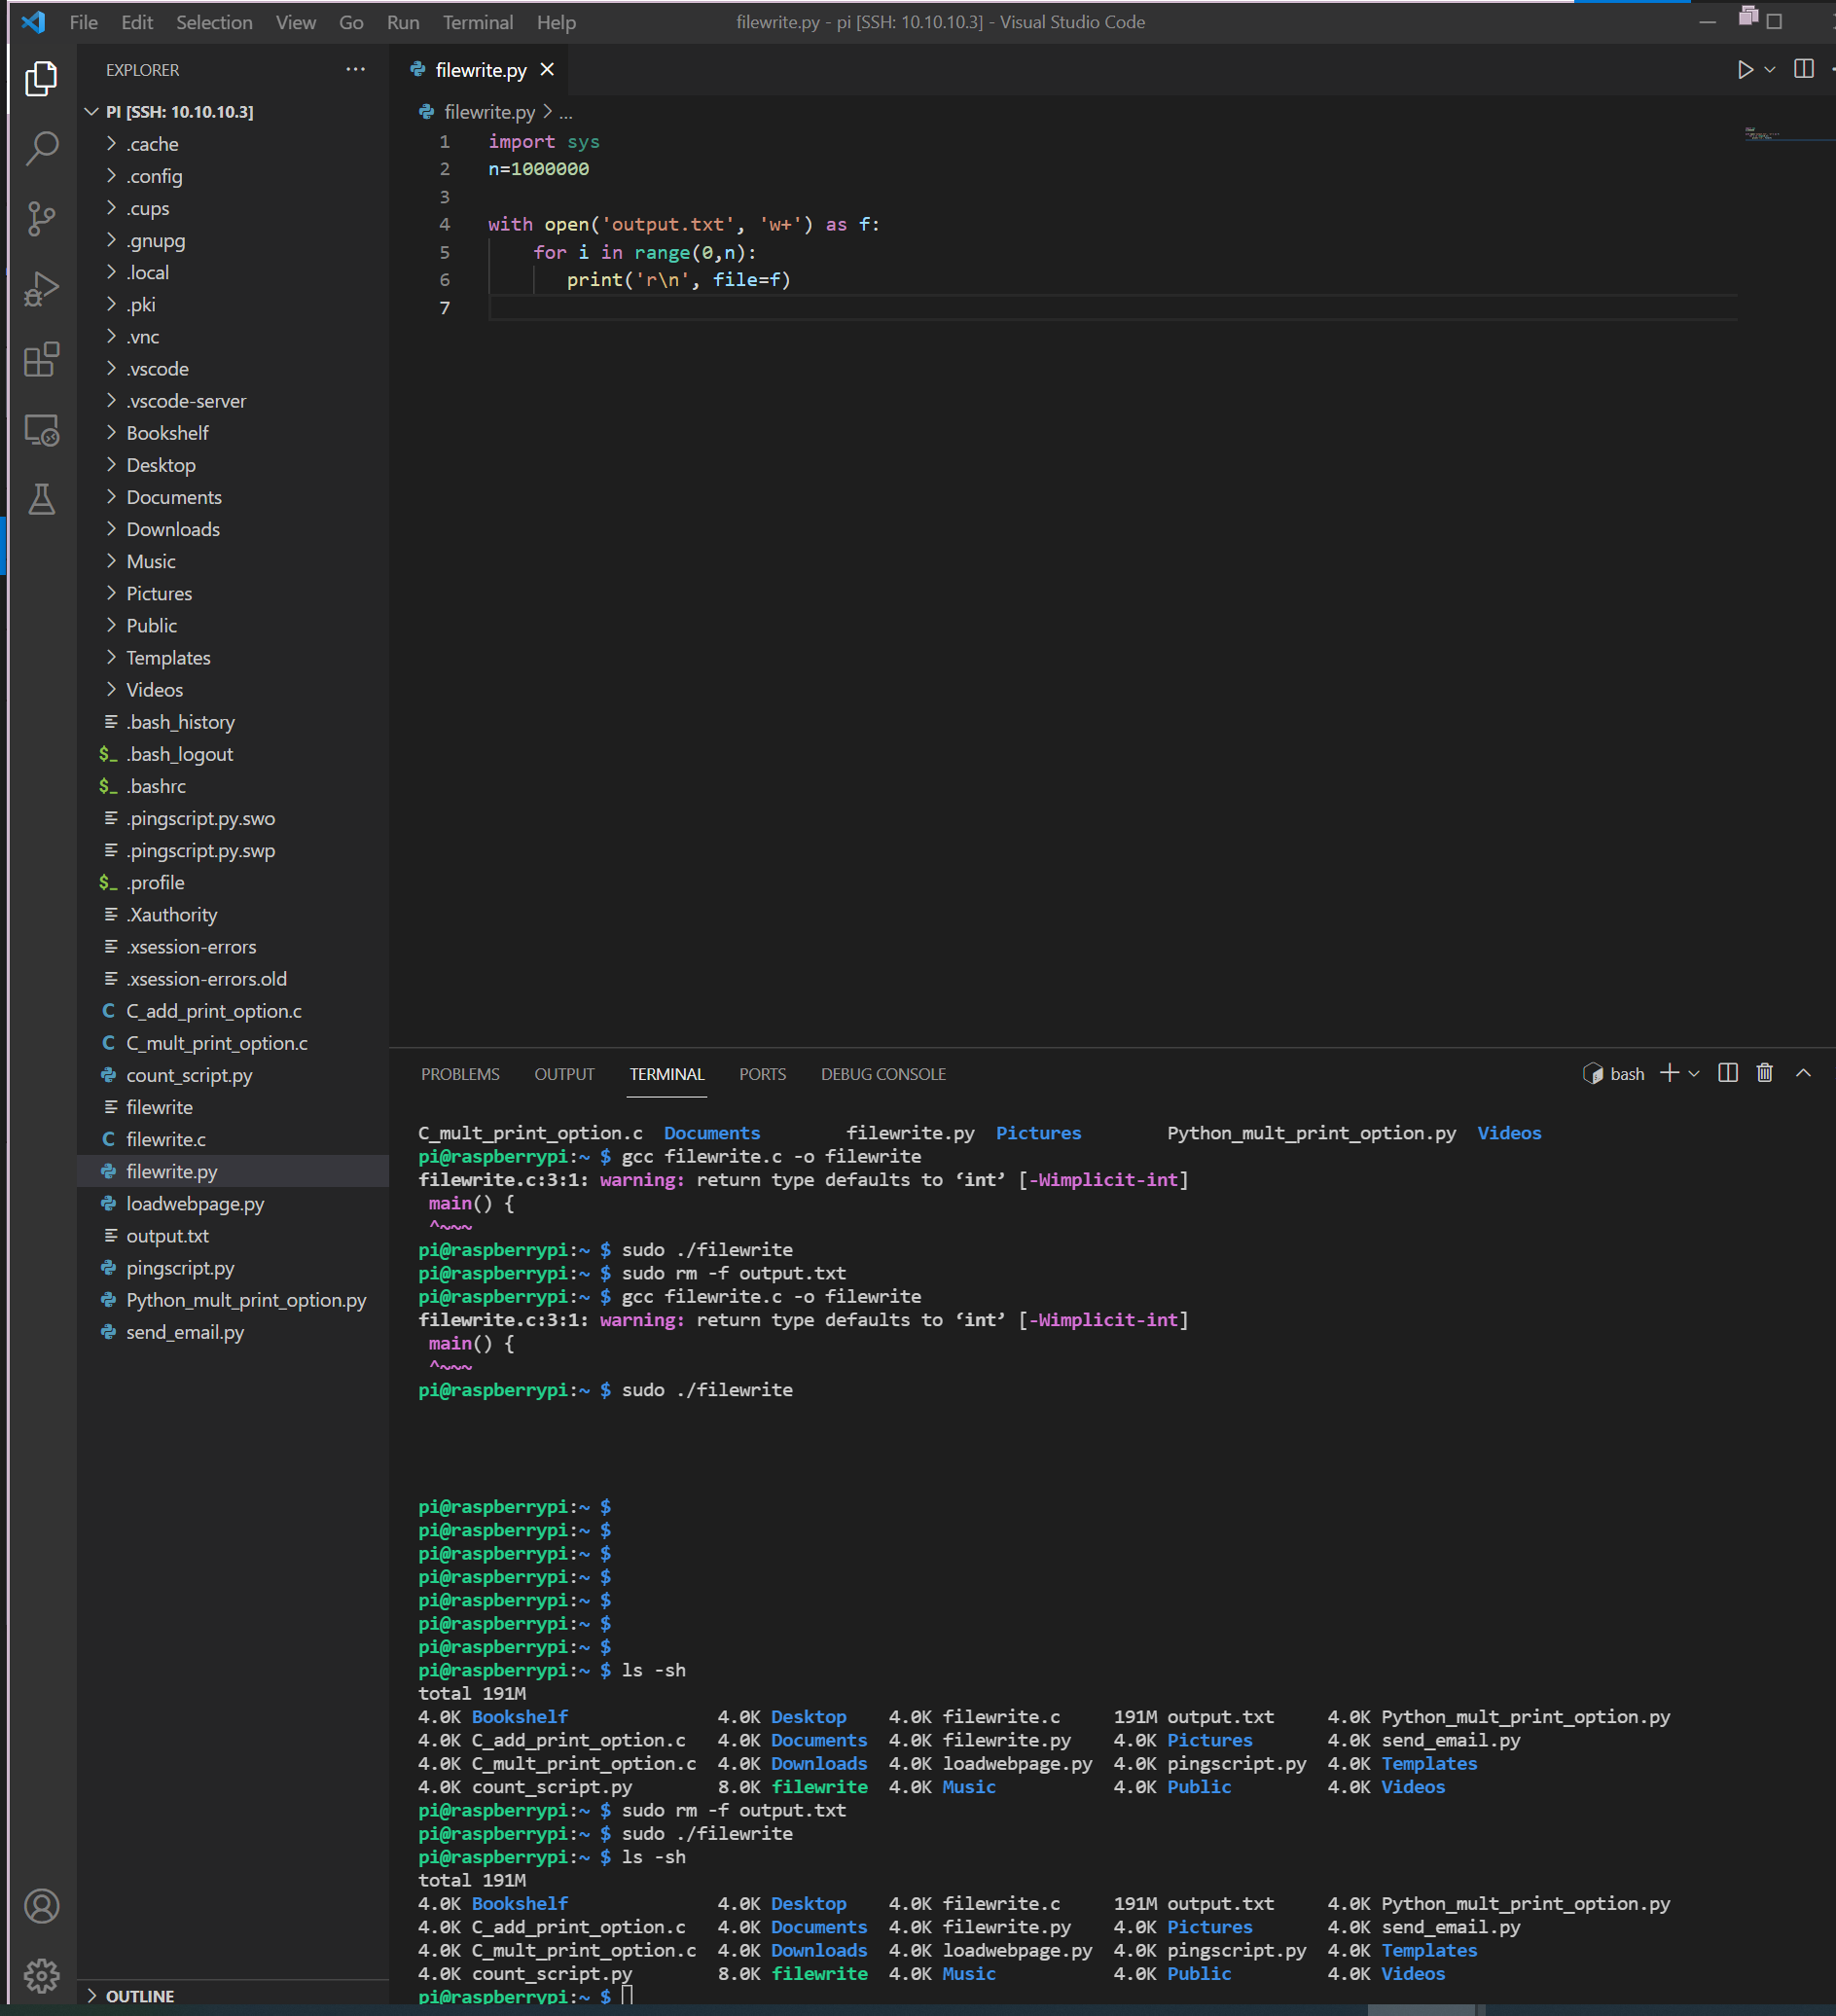 File Edit Selection View Go Run Terminal Help filewrite.py - pi [SSH: 10.10.10.3] - Visual Studio Code
EXPLORER
PI [SSH: 10.10.10.3]
.cache
.config
.cups
.gnupg
.local
.pki
.vnc
.vscode
.vscode-server
Bookshelf
Desktop
Documents
Downloads
Music
Pictures
Public
Templates
Videos
.bash_history
.bash_logout
.bashrc
.pingscript.py.swo
.pingscript.py.swp
.profile
.Xauthority
.xsession-errors
.xsession-errors.old
C_add_print_option.c
C_mult_print_option.c
count_script.py
filewrite
filewrite.c
filewrite.py
loadwebpage.py
output.txt
pingscript.py
Python_mult_print_option.py
send_email.py
OUTLINE
filewrite.py
filewrite.py > ...
1 import sys
2 n=1000000
3
4 with open('output.txt', 'w+') as f:
5 for i in range(0,n):
6 print('r\n', file=f)
7
PROBLEMS OUTPUT TERMINAL PORTS DEBUG CONSOLE bash
C_mult_print_option.c Documents filewrite.py Pictures Python_mult_print_option.py Videos
pi@raspberrypi:~ $ gcc filewrite.c -o filewrite
filewrite.c:3:1: warning: return type defaults to ‘int’ [-Wimplicit-int]
main() {
^~~~
pi@raspberrypi:~ $ sudo ./filewrite
pi@raspberrypi:~ $ sudo rm -f output.txt
pi@raspberrypi:~ $ gcc filewrite.c -o filewrite
filewrite.c:3:1: warning: return type defaults to ‘int’ [-Wimplicit-int]
main() {
^~~~
pi@raspberrypi:~ $ sudo ./filewrite
pi@raspberrypi:~ $
pi@raspberrypi:~ $
pi@raspberrypi:~ $
pi@raspberrypi:~ $
pi@raspberrypi:~ $
pi@raspberrypi:~ $
pi@raspberrypi:~ $
pi@raspberrypi:~ $ ls -sh
total 191M
4.0K Bookshelf 4.0K Desktop 4.0K filewrite.c 191M output.txt 4.0K Python_mult_print_option.py
4.0K C_add_print_option.c 4.0K Documents 4.0K filewrite.py 4.0K Pictures 4.0K send_email.py
4.0K C_mult_print_option.c 4.0K Downloads 4.0K loadwebpage.py 4.0K pingscript.py 4.0K Templates
4.0K count_script.py 8.0K filewrite 4.0K Music 4.0K Public 4.0K Videos
pi@raspberrypi:~ $ sudo rm -f output.txt
pi@raspberrypi:~ $ sudo ./filewrite
pi@raspberrypi:~ $ ls -sh
total 191M
4.0K Bookshelf 4.0K Desktop 4.0K filewrite.c 191M output.txt 4.0K Python_mult_print_option.py
4.0K C_add_print_option.c 4.0K Documents 4.0K filewrite.py 4.0K Pictures 4.0K send_email.py
4.0K C_mult_print_option.c 4.0K Downloads 4.0K loadwebpage.py 4.0K pingscript.py 4.0K Templates
4.0K count_script.py 8.0K filewrite 4.0K Music 4.0K Public 4.0K Videos
pi@raspberrypi:~ $